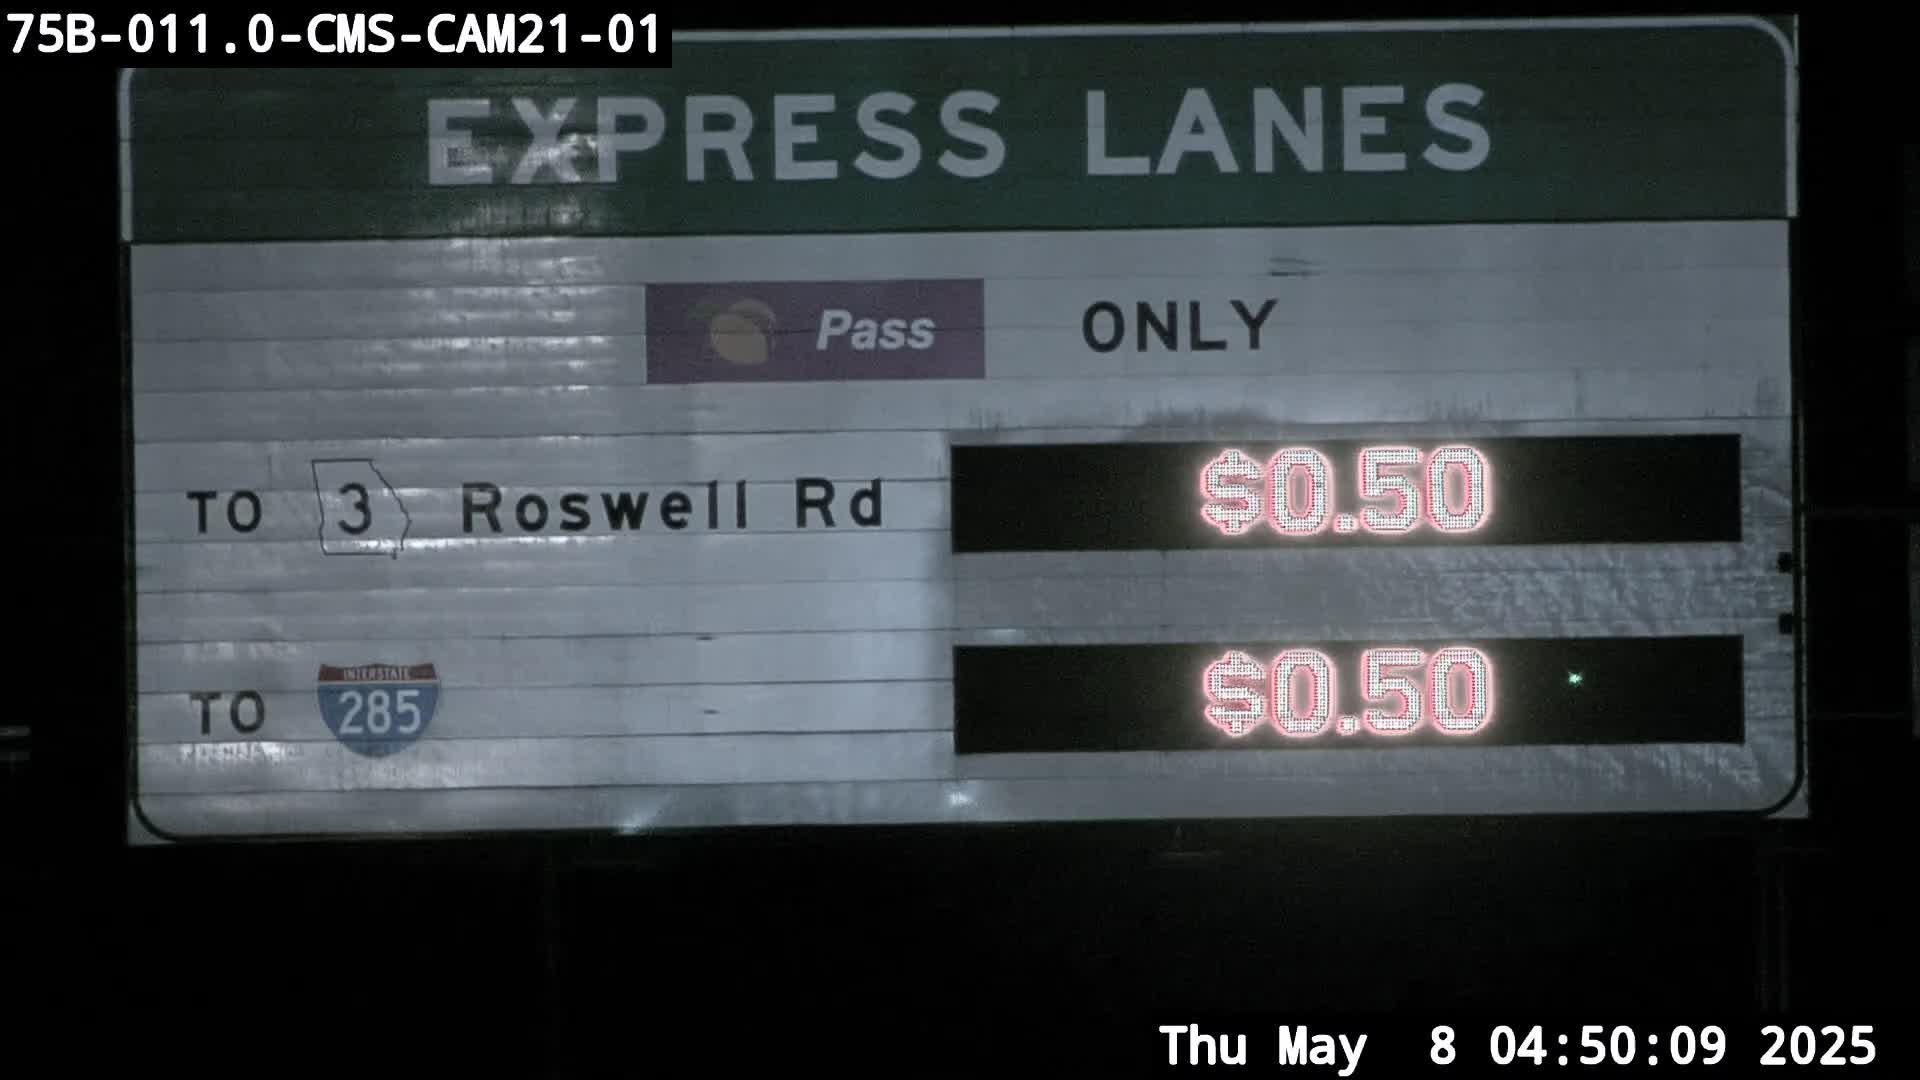 75B-011.0-CMS-CAM21-01
EXPRESS LANES
Pass ONLY
TO 3 Roswell Rd $0.50
INTERSTATE
TO 285 $0.50
Thu May 8 04:50:09 2025